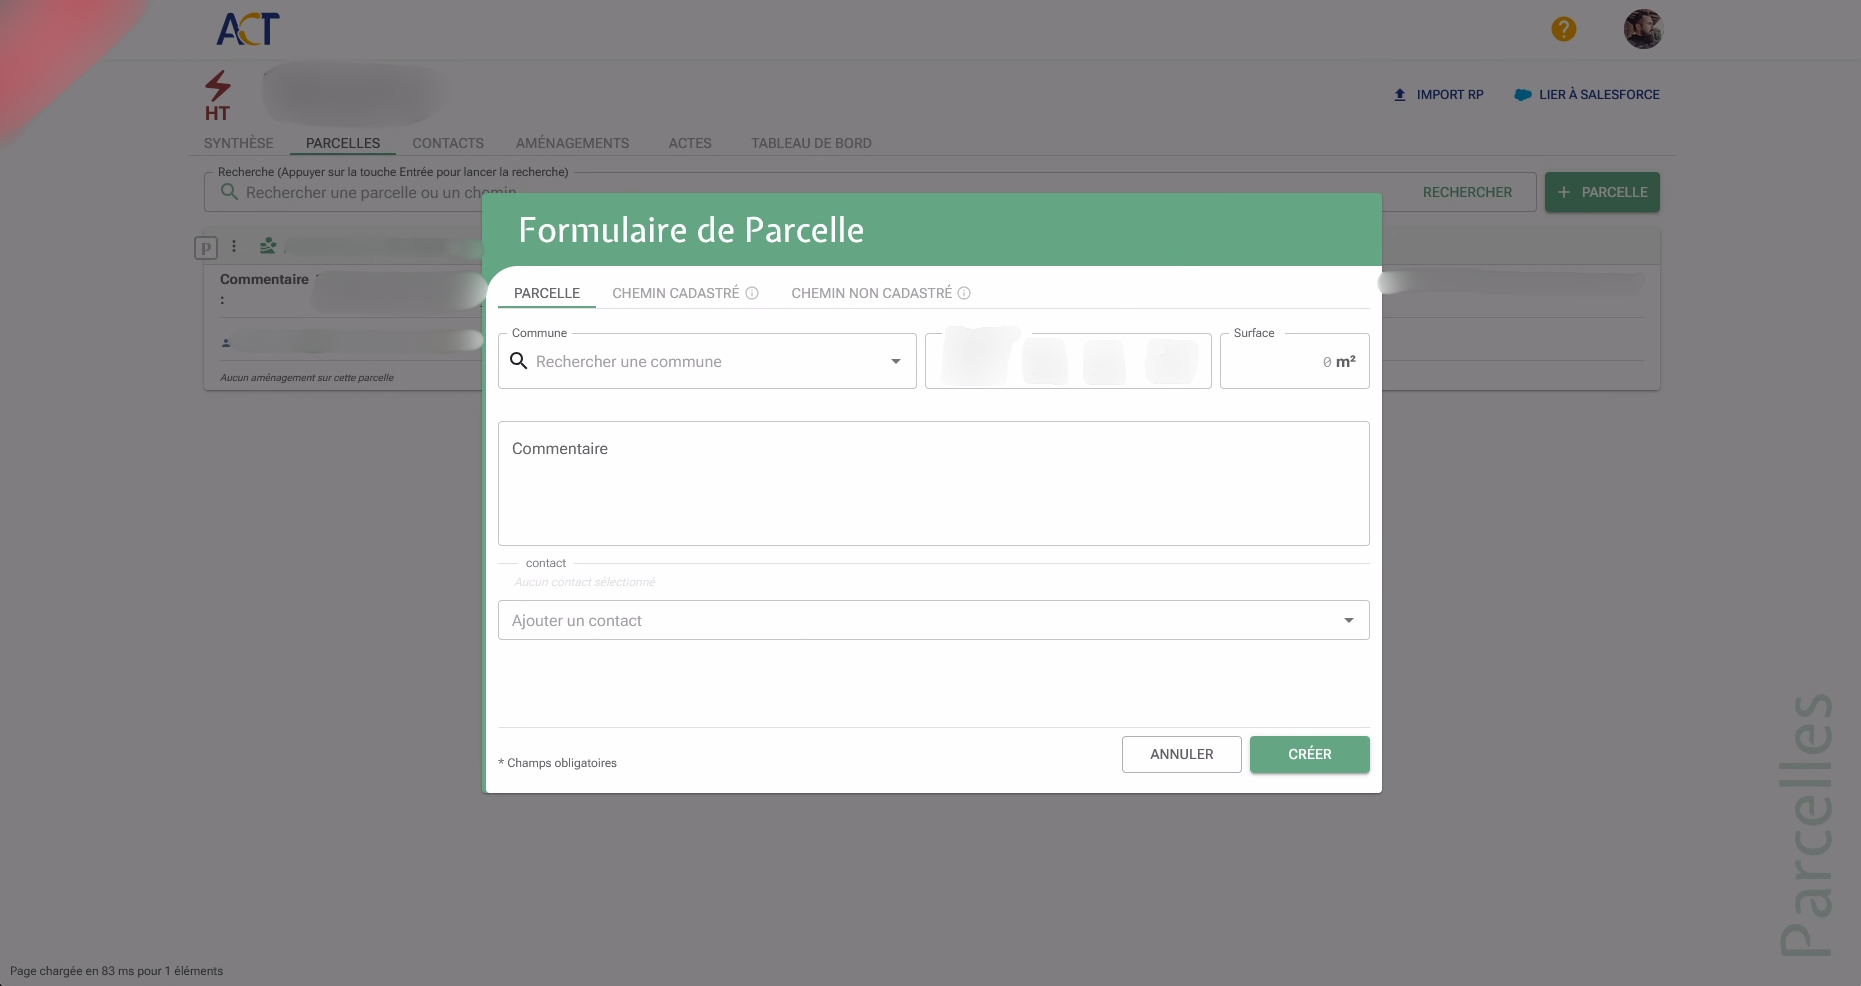 ACT
?
HT
IMPORT RP
LIER À SALESFORCE
SYNTHÈSE PARCELLES CONTACTS AMÉNAGEMENTS ACTES TABLEAU DE BORD
Recherche (Appuyer sur la touche Entrée pour lancer la recherche)
Rechercher une parcelle ou un chemin
RECHERCHER
+ PARCELLE
p
Commentaire
:
Aucun aménagement sur cette parcelle
Formulaire de Parcelle
PARCELLE CHEMIN CADASTRÉ CHEMIN NON CADASTRÉ
Commune
Rechercher une commune
Surface
0 m²
Commentaire
contact
Aucun contact sélectionné
Ajouter un contact
* Champs obligatoires
ANNULER
CRÉER
Parcelles
Page chargée en 83 ms pour 1 éléments